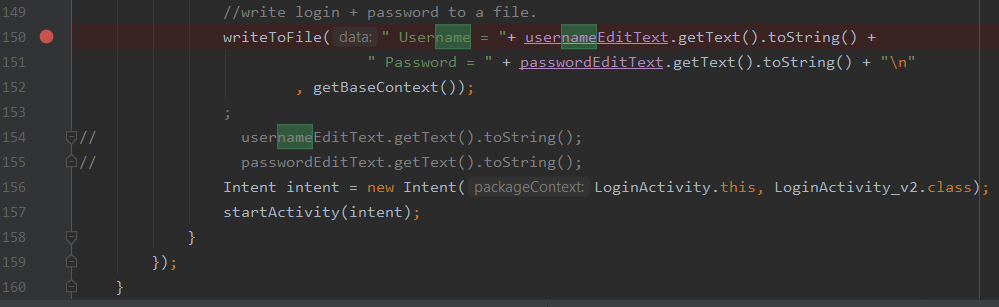 149 //write login + password to a file.
150 writeToFile( data: " Username = "+ usernameEditText.getText().toString() +
151 " Password = " + passwordEditText.getText().toString() + "\n"
152 , getBaseContext());
153 ;
154 // usernameEditText.getText().toString();
155 // passwordEditText.getText().toString();
156 Intent intent = new Intent( packageContext: LoginActivity.this, LoginActivity_v2.class);
157 startActivity(intent);
158 }
159 });
160 }